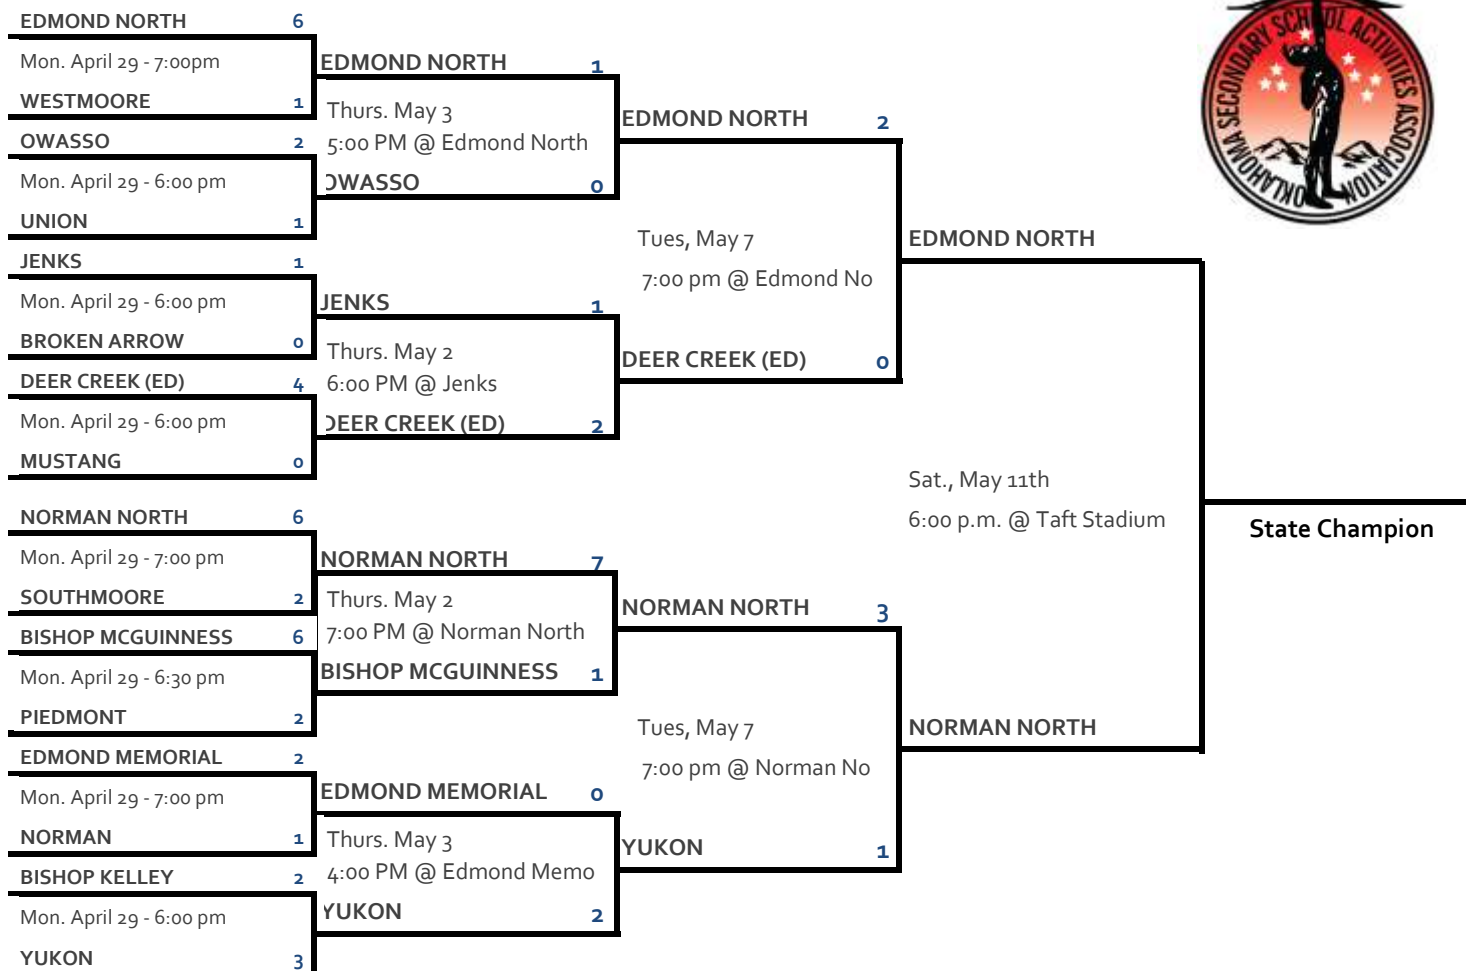 EDMOND NORTH 6
Mon. April 29 - 7:00pm
WESTMOORE 1
OWASSO 2
Mon. April 29 - 6:00 pm
UNION 1
JENKS 1
Mon. April 29 - 6:00 pm
BROKEN ARROW 0
DEER CREEK (ED) 4
Mon. April 29 - 6:00 pm
MUSTANG 0
NORMAN NORTH 6
Mon. April 29 - 7:00 pm
SOUTHMOORE 2
BISHOP MCGUINNESS 6
Mon. April 29 - 6:30 pm
PIEDMONT 2
EDMOND MEMORIAL 2
Mon. April 29 - 7:00 pm
NORMAN 1
BISHOP KELLEY 2
Mon. April 29 - 6:00 pm
YUKON 3
EDMOND NORTH 1
Thurs. May 3
5:00 PM @ Edmond North
OWASSO 0
JENKS 1
Thurs. May 2
6:00 PM @ Jenks
DEER CREEK (ED) 2
NORMAN NORTH 7
Thurs. May 2
7:00 PM @ Norman North
BISHOP MCGUINNESS 1
EDMOND MEMORIAL 0
Thurs. May 3
4:00 PM @ Edmond Memo
YUKON 2
EDMOND NORTH 2
Tues, May 7
7:00 pm @ Edmond No
DEER CREEK (ED) 0
NORMAN NORTH 3
Tues, May 7
7:00 pm @ Norman No
YUKON 1
EDMOND NORTH
Sat., May 11th
6:00 p.m. @ Taft Stadium
NORMAN NORTH
State Champion
OKLAHOMA SECONDARY SCHOOL ACTIVITIES ASSOCIATION